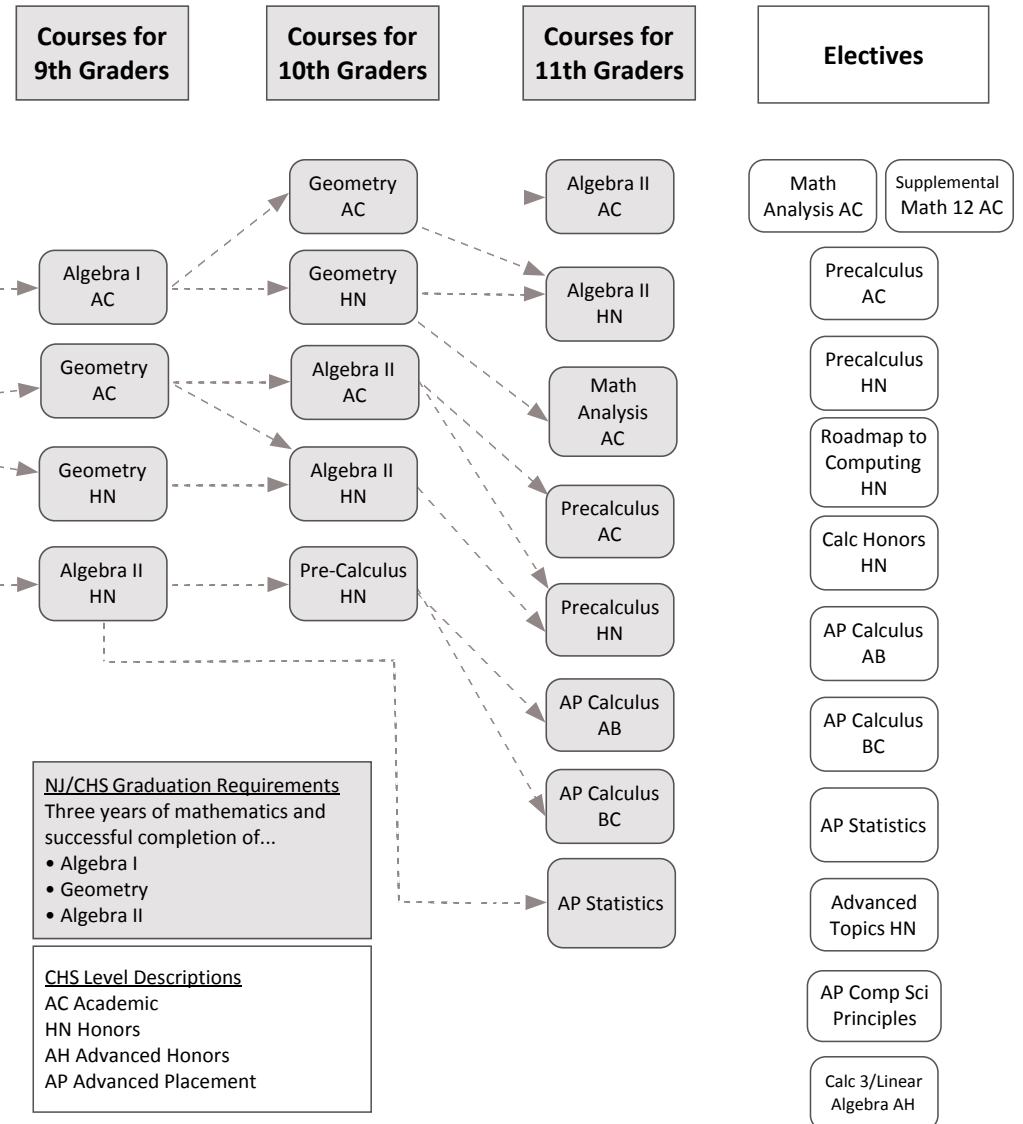 Courses for
9th Graders
Courses for
10th Graders
Courses for
11th Graders
Electives
Algebra I
AC
Geometry
AC
Geometry
HN
Algebra II
HN
Geometry
AC
Geometry
HN
Algebra II
AC
Algebra II
HN
Pre-Calculus
HN
Algebra II
AC
Algebra II
HN
Math
Analysis
AC
Precalculus
AC
Precalculus
HN
AP Calculus
AB
AP Calculus
BC
AP Statistics
Math
Analysis AC
Supplemental
Math 12 AC
Precalculus
AC
Precalculus
HN
Roadmap to
Computing
HN
Calc Honors
HN
AP Calculus
AB
AP Calculus
BC
AP Statistics
Advanced
Topics HN
AP Comp Sci
Principles
Calc 3/Linear
Algebra AH
NJ/CHS Graduation Requirements
Three years of mathematics and
successful completion of...
• Algebra I
• Geometry
• Algebra II
CHS Level Descriptions
AC Academic
HN Honors
AH Advanced Honors
AP Advanced Placement